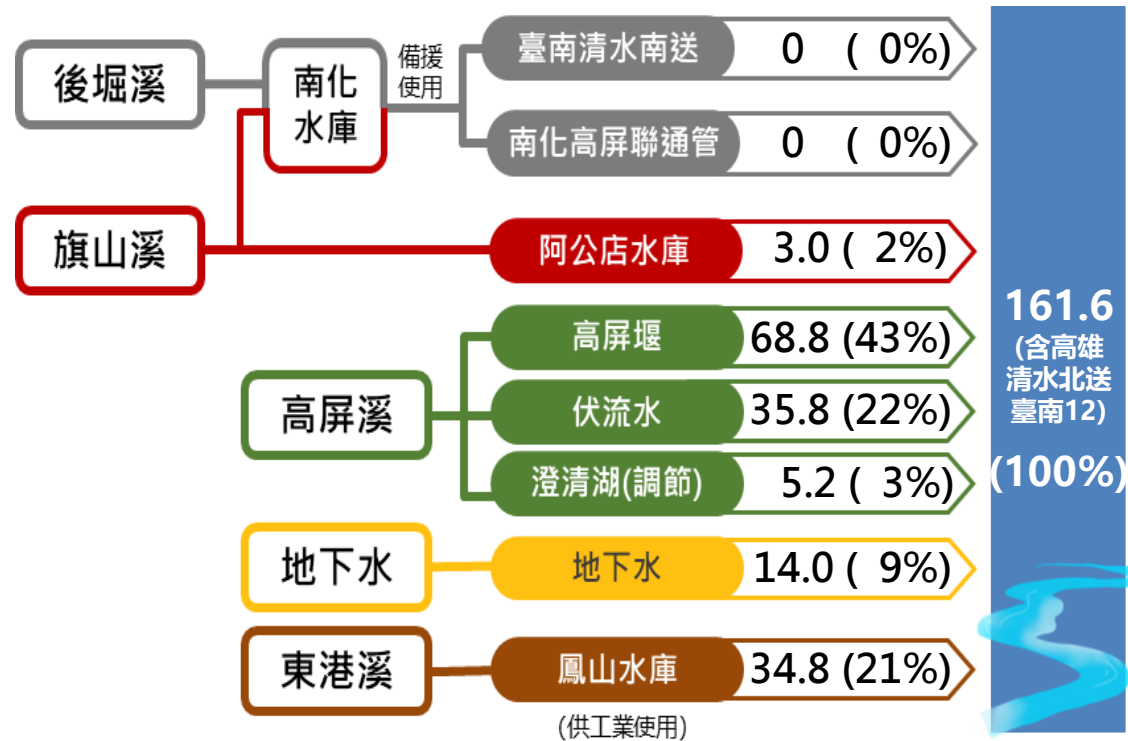 後堀溪
南化
水庫
備援
使用
臺南清水南送
0 ( 0%)
南化高屏聯通管
0 ( 0%)
旗山溪
阿公店水庫
3.0 ( 2%)
高屏溪
高屏堰
68.8 (43%)
伏流水
35.8 (22%)
澄清湖(調節)
5.2 ( 3%)
地下水
地下水
14.0 ( 9%)
東港溪
鳳山水庫
34.8 (21%)
(供工業使用)
161.6
(含高雄
清水北送
臺南12)
(100%)